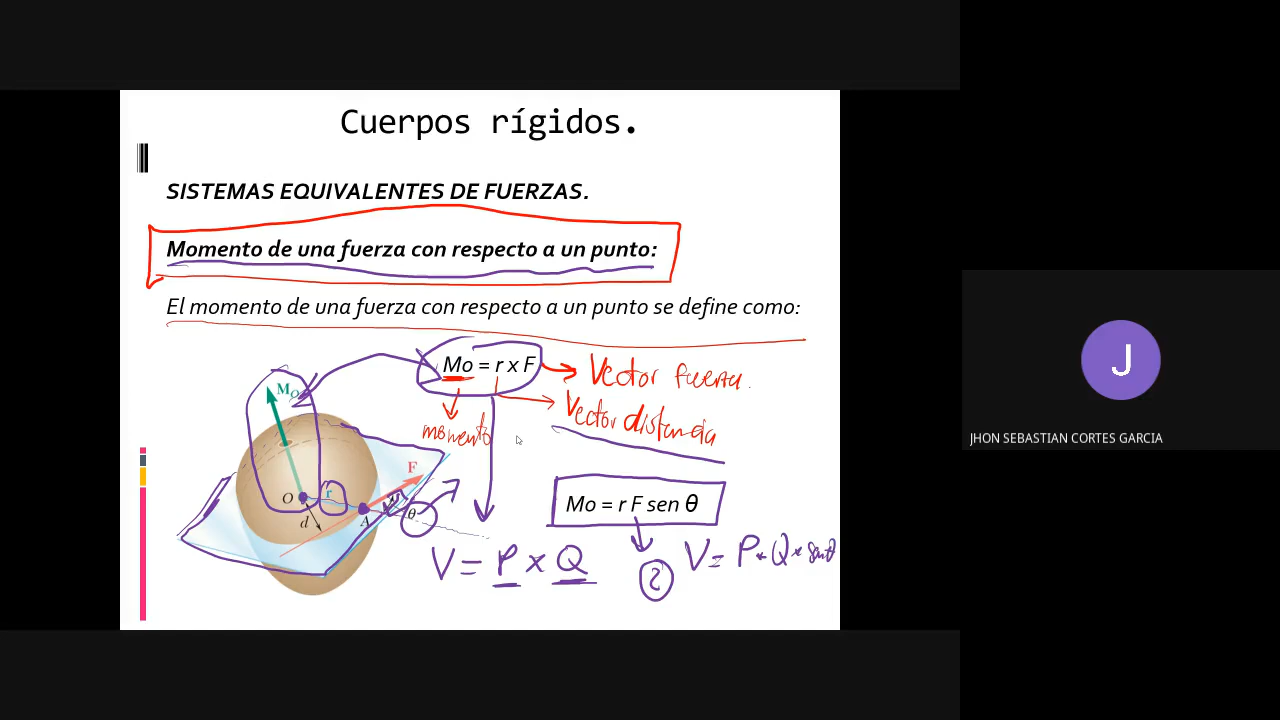 Cuerpos rígidos.
SISTEMAS EQUIVALENTES DE FUERZAS.
Momento de una fuerza con respecto a un punto:
El momento de una fuerza con respecto a un punto se define como:
Mo = r x F
Vector fuerza.
Vector distancia
momento
Mo
F
O
r
d
A
θ
Mo = r F sen θ
V = P x Q
2
V = P * Q * senθ
J
JHON SEBASTIAN CORTES GARCIA